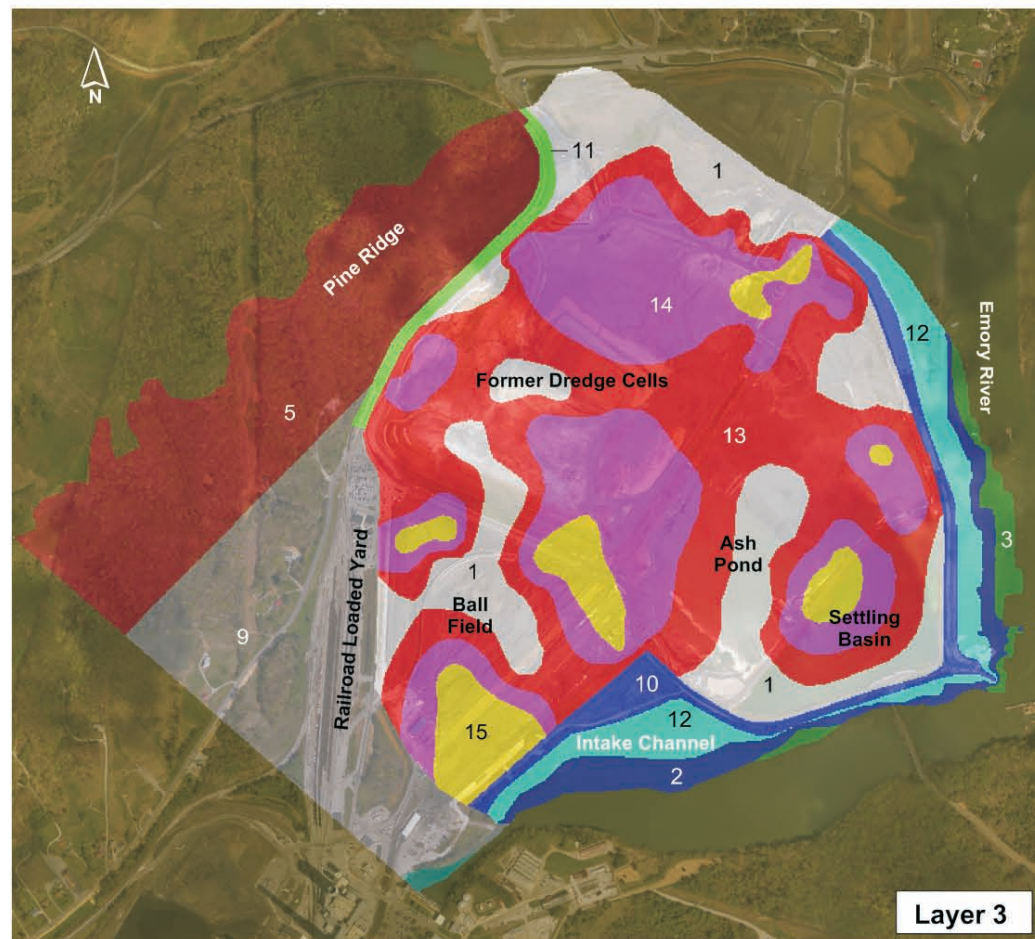 N
11
1
Pine Ridge
14
12
Emory River
Former Dredge Cells
5
13
3
Railroad Loaded Yard
1
Ball
Field
Ash
Pond
Settling
Basin
9
10
1
12
Intake Channel
15
2
Layer 3